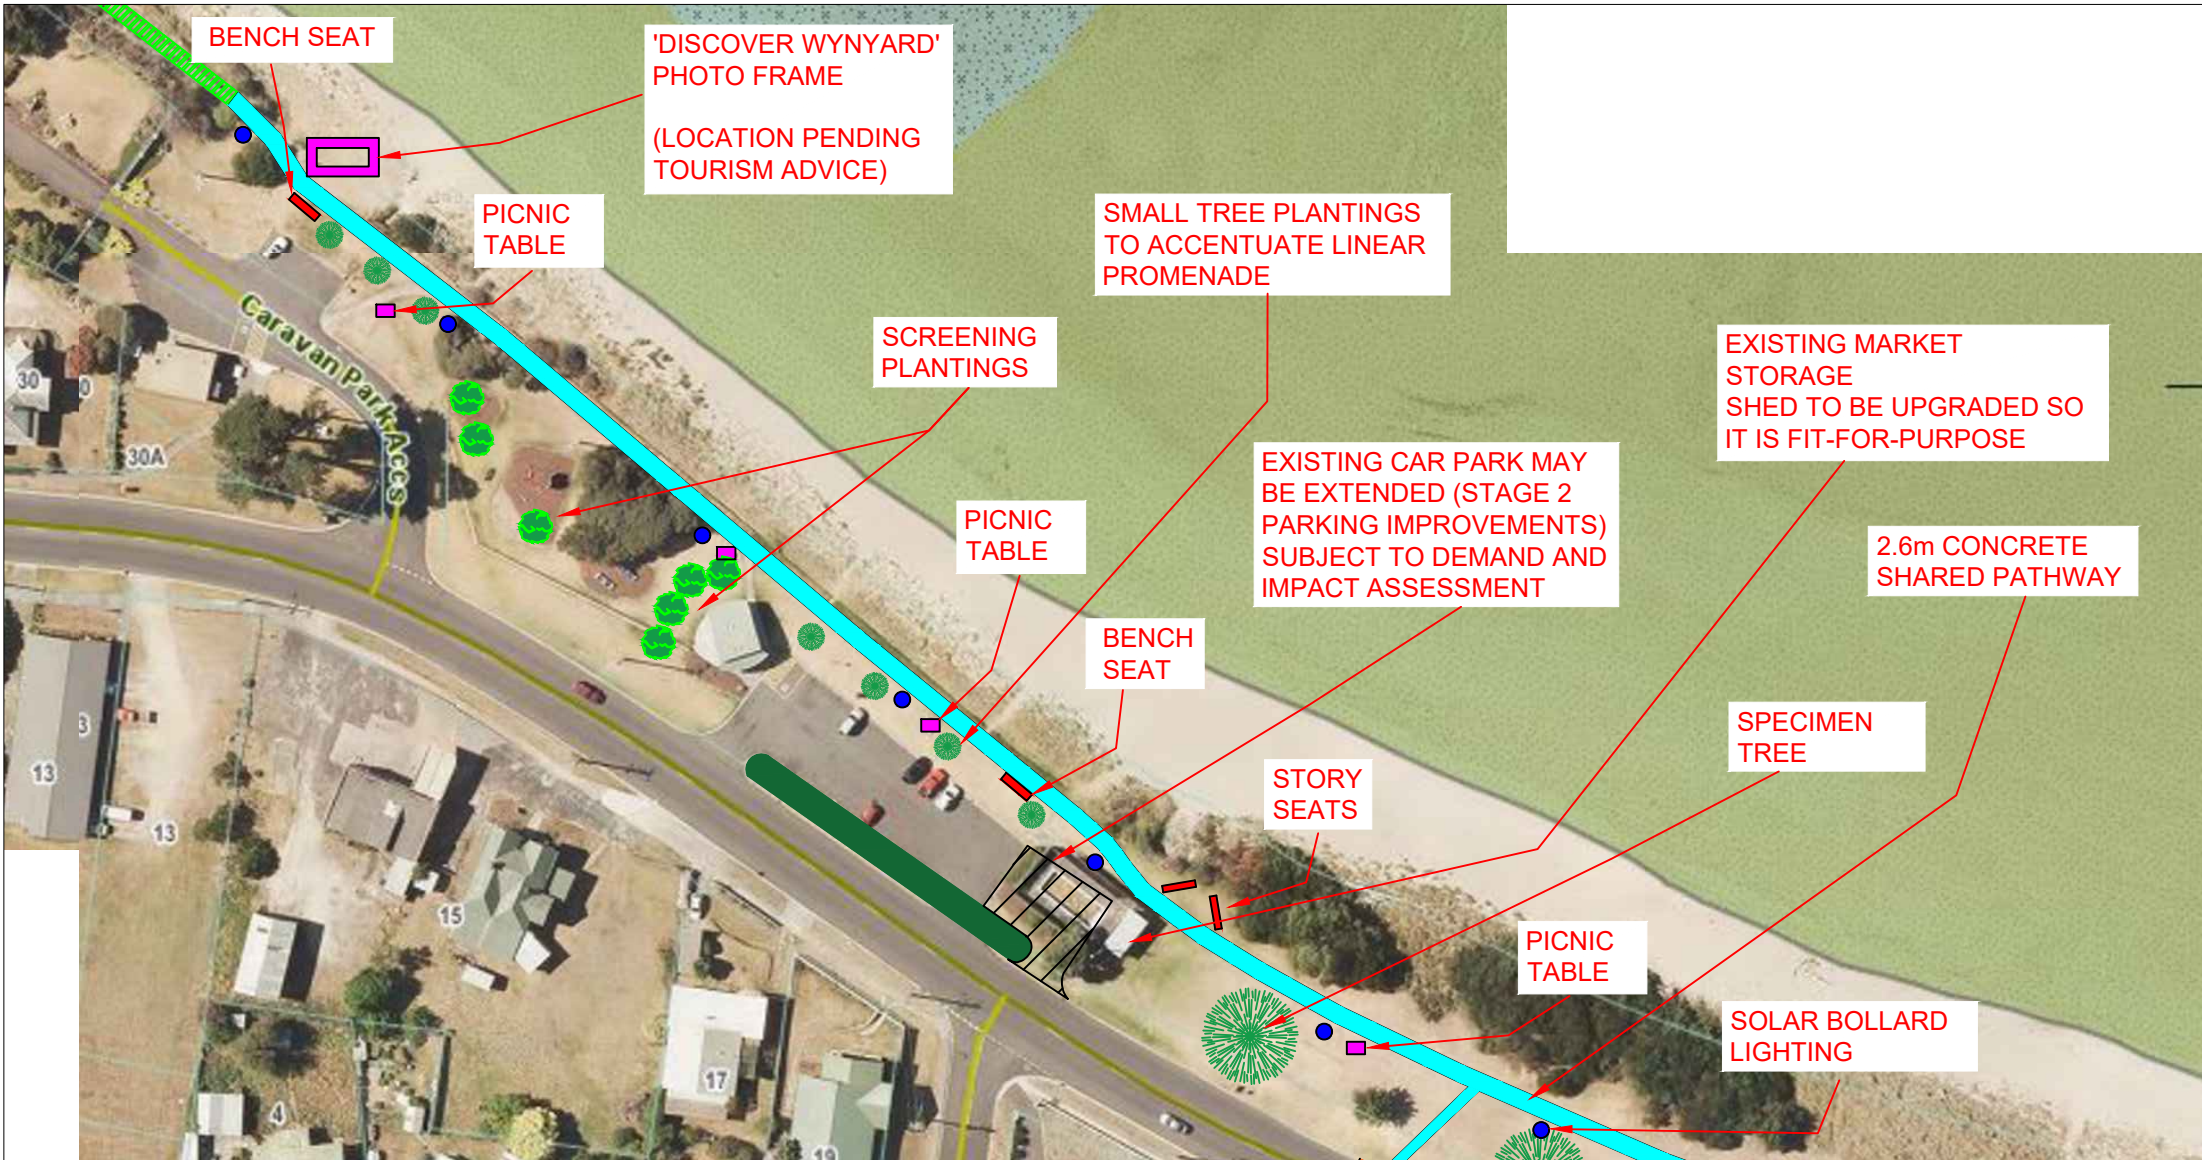 BENCH SEAT
'DISCOVER WYNYARD'
PHOTO FRAME
(LOCATION PENDING
TOURISM ADVICE)
PICNIC
TABLE
SMALL TREE PLANTINGS
TO ACCENTUATE LINEAR
PROMENADE
SCREENING
PLANTINGS
EXISTING MARKET
STORAGE
SHED TO BE UPGRADED SO
IT IS FIT-FOR-PURPOSE
Caravan Park Accs
30
0
30A
EXISTING CAR PARK MAY
BE EXTENDED (STAGE 2
PARKING IMPROVEMENTS)
SUBJECT TO DEMAND AND
IMPACT ASSESSMENT
PICNIC
TABLE
2.6m CONCRETE
SHARED PATHWAY
BENCH
SEAT
SPECIMEN
TREE
STORY
SEATS
3
13
13
15
PICNIC
TABLE
SOLAR BOLLARD
LIGHTING
17
4
19